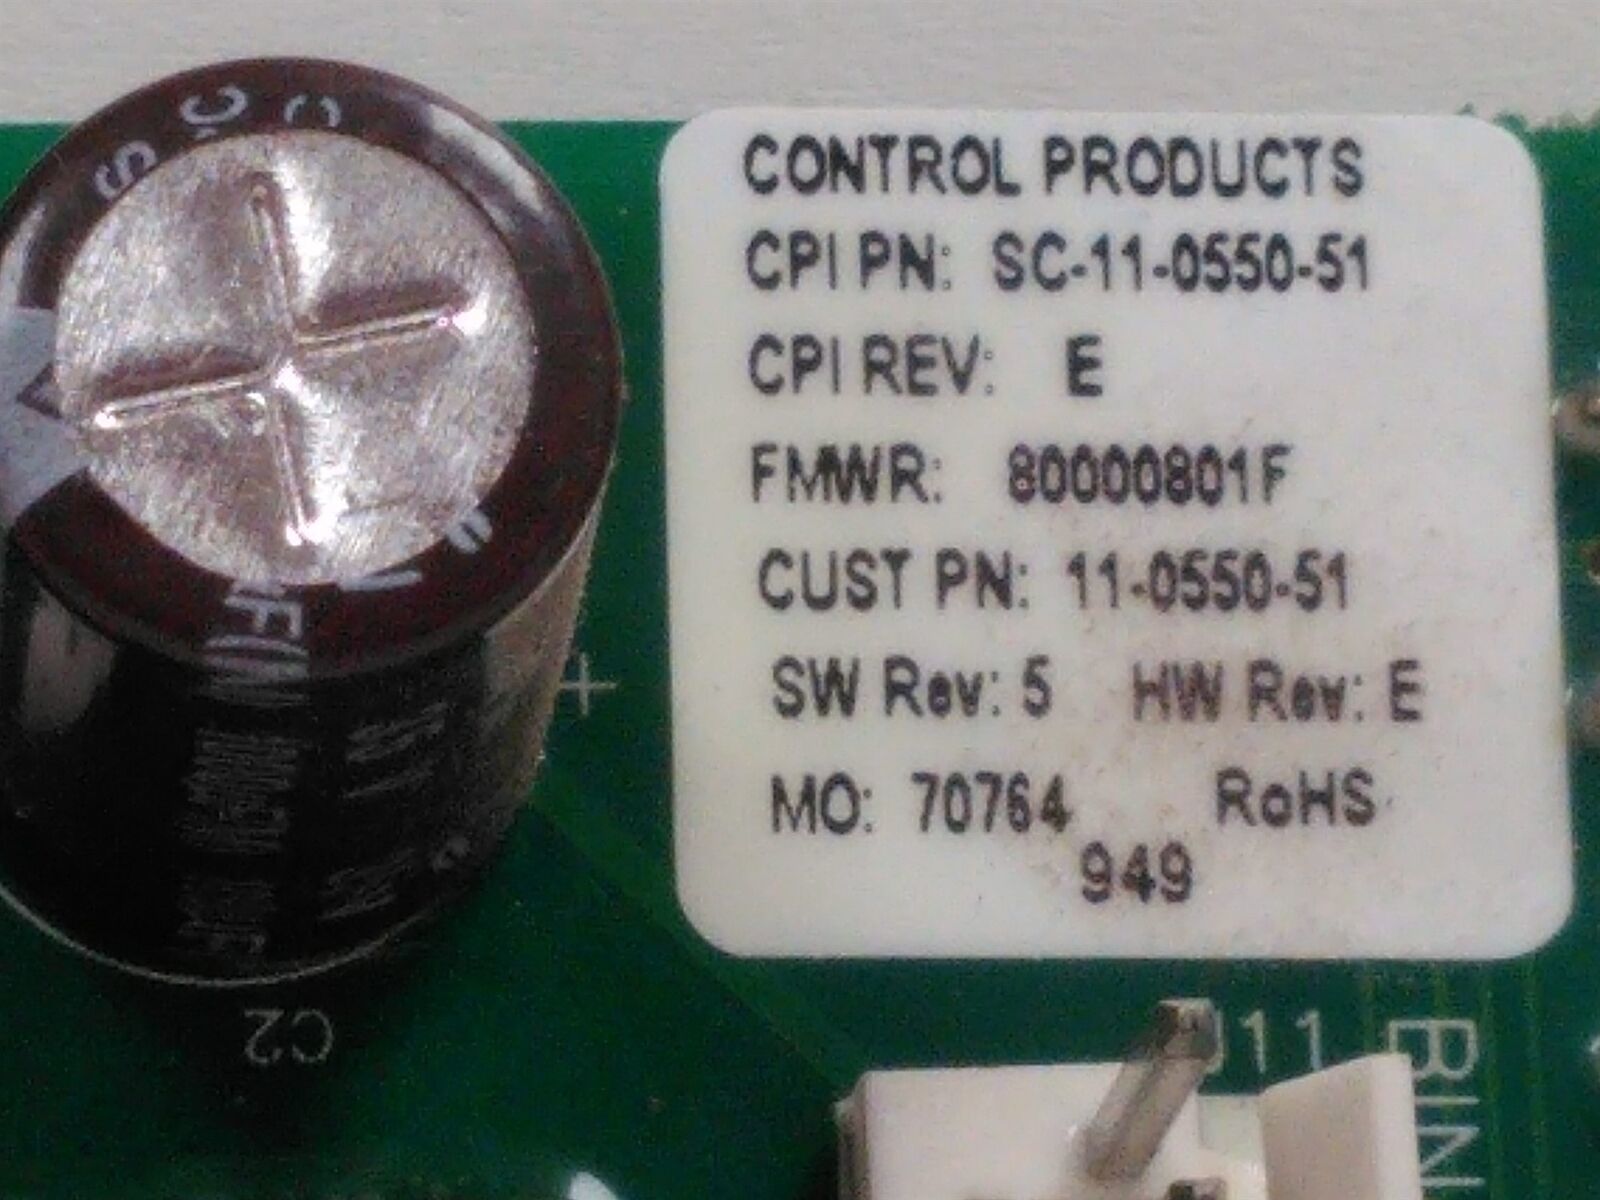 CONTROL PRODUCTS
CPI PN: SC-11-0550-51
CPI REV: E
FMWR: 80000801F
CUST PN: 11-0550-51
SW Rev: 5 HW Rev: E
MO: 70764 RoHS
949
C2
+
BIN